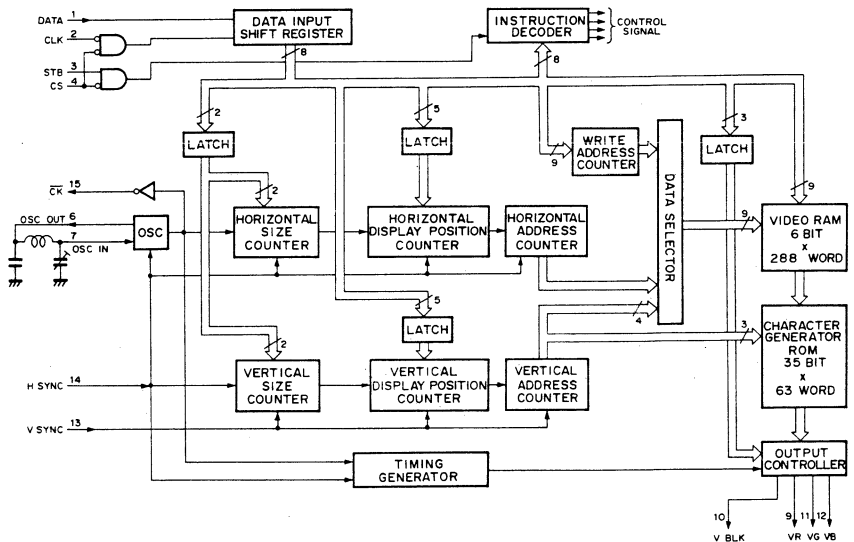 DATA 1
CLK 2
STB 3
CS 4
DATA INPUT
SHIFT REGISTER
8
INSTRUCTION
DECODER
CONTROL
SIGNAL
8
2
LATCH
5
LATCH
9
WRITE
ADDRESS
COUNTER
DATA SELECTOR
3
LATCH
9
CK 15
OSC OUT 6
7
OSC IN
OSC
2
HORIZONTAL
SIZE
COUNTER
HORIZONTAL
DISPLAY POSITION
COUNTER
HORIZONTAL
ADDRESS
COUNTER
9
VIDEO RAM
6 BIT
x
288 WORD
5
LATCH
4
3
CHARACTER
GENERATOR
ROM
35 BIT
x
63 WORD
2
H SYNC 14
V SYNC 13
VERTICAL
SIZE
COUNTER
VERTICAL
DISPLAY POSITION
COUNTER
VERTICAL
ADDRESS
COUNTER
TIMING
GENERATOR
OUTPUT
CONTROLLER
10 9 11 12
V BLK VR VG VB